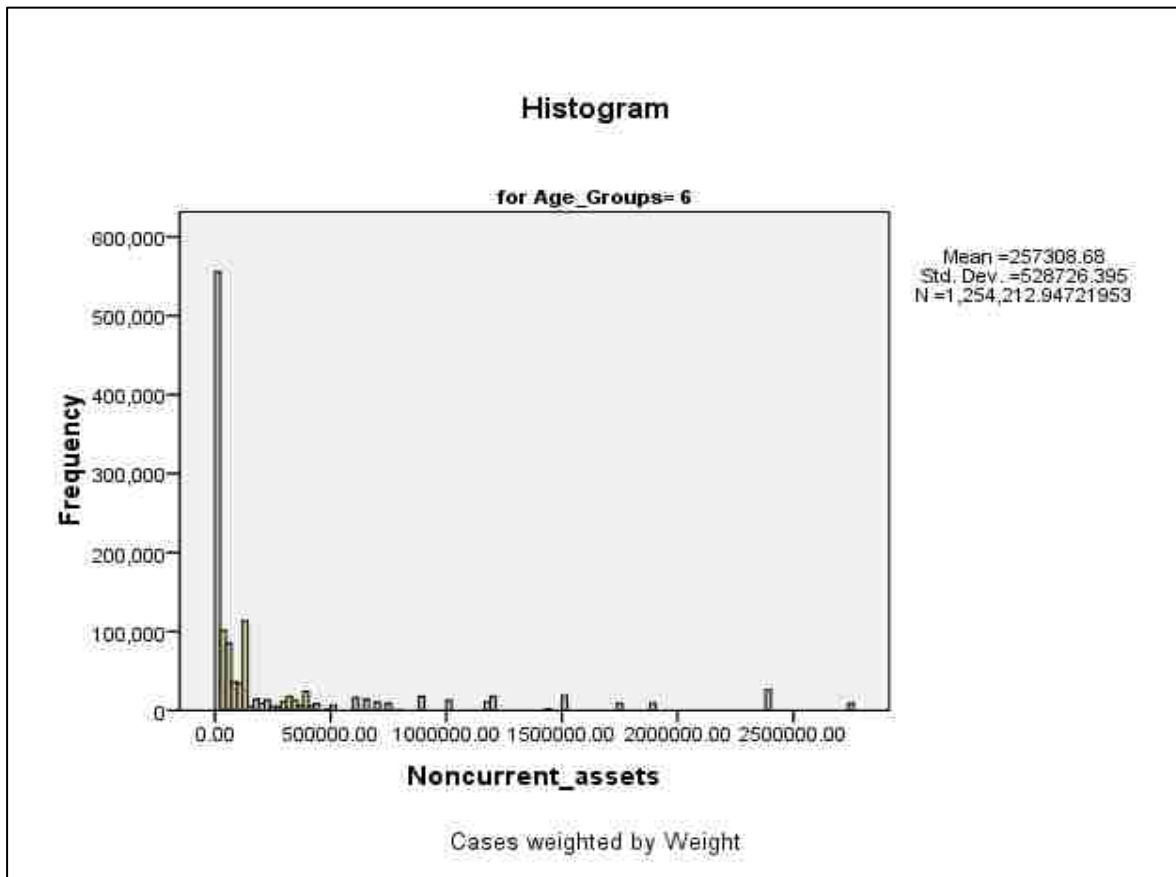 Histogram
for Age_Groups= 6
600,000
500,000
400,000
300,000
200,000
100,000
0
Frequency
Mean =257308.68
Std. Dev. =528726.395
N =1,254,212.94721953
0.00 500000.00 1000000.00 1500000.00 2000000.00 2500000.00
Noncurrent_assets
Cases weighted by Weight